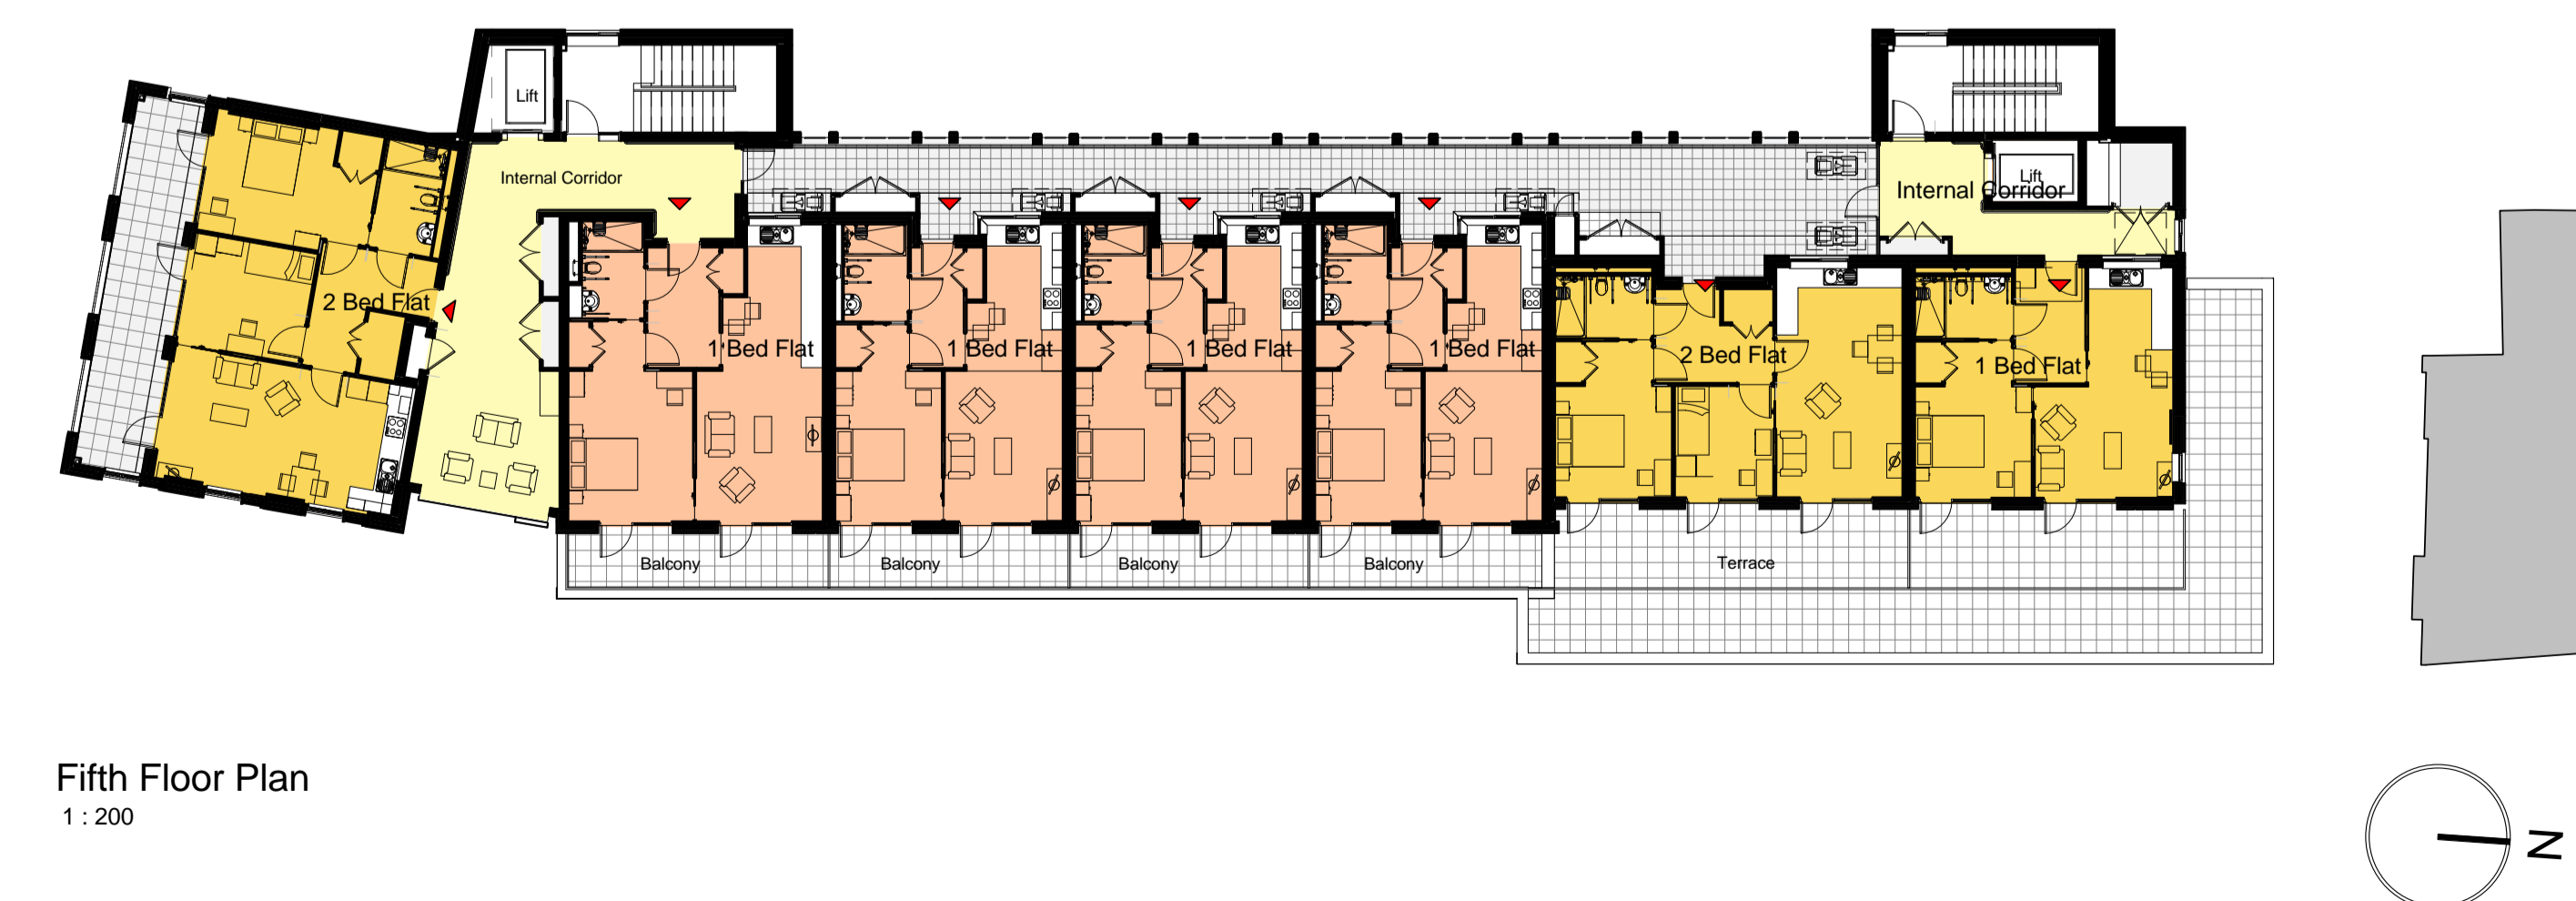 Lift
Internal Corridor
Internal Corridor
Lift
2 Bed Flat
1 Bed Flat
1 Bed Flat
1 Bed Flat
1 Bed Flat
2 Bed Flat
1 Bed Flat
Balcony
Balcony
Balcony
Balcony
Terrace
Fifth Floor Plan
1 : 200
N